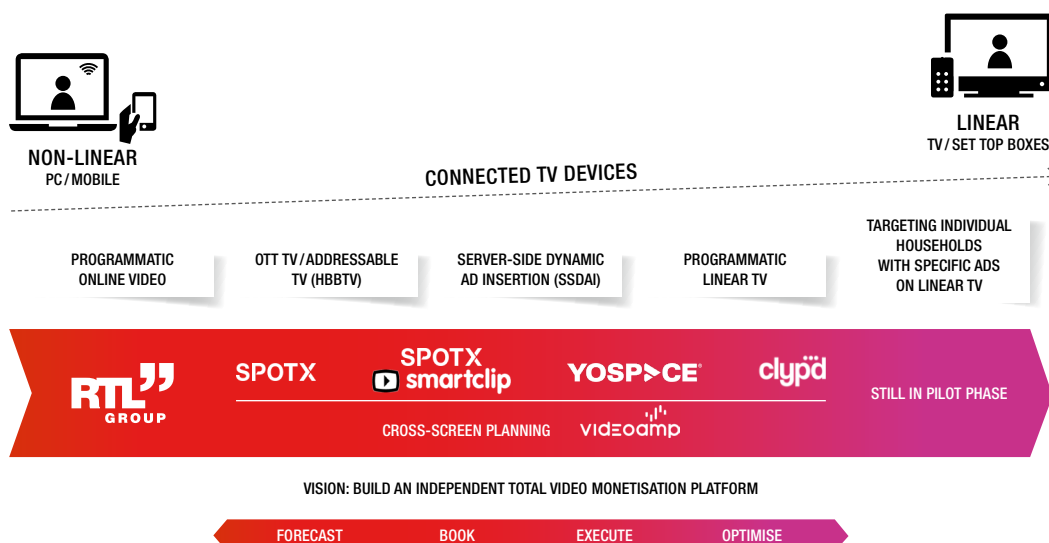 NON-LINEAR
PC / MOBILE
LINEAR
TV / SET TOP BOXES
CONNECTED TV DEVICES
PROGRAMMATIC
ONLINE VIDEO
OTT TV / ADDRESSABLE
TV (HBBTV)
SERVER-SIDE DYNAMIC
AD INSERTION (SSDAI)
PROGRAMMATIC
LINEAR TV
TARGETING INDIVIDUAL
HOUSEHOLDS
WITH SPECIFIC ADS
ON LINEAR TV
RTL
GROUP
SPOTX
SPOTX
smartclip
YOSPACE
clypd
STILL IN PILOT PHASE
CROSS-SCREEN PLANNING
videoamp
VISION: BUILD AN INDEPENDENT TOTAL VIDEO MONETISATION PLATFORM
FORECAST
BOOK
EXECUTE
OPTIMISE